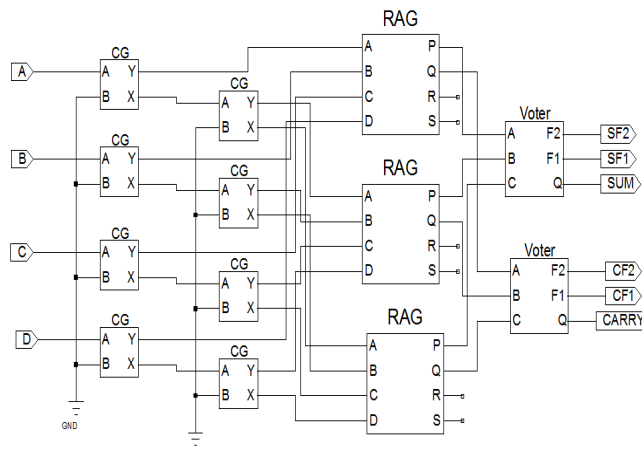 RAG
CG
A
A Y
B X
CG
A Y
B X
A P
B Q
C R
D S
Voter
A F2
B F1
C Q
SF2
SF1
SUM
CG
B
A Y
B X
CG
A Y
B X
RAG
A P
B Q
C R
D S
CG
C
A Y
B X
CG
A Y
B X
Voter
A F2
B F1
C Q
CF2
CF1
CARRY
CG
D
A Y
B X
CG
A Y
B X
RAG
A P
B Q
C R
D S
GND